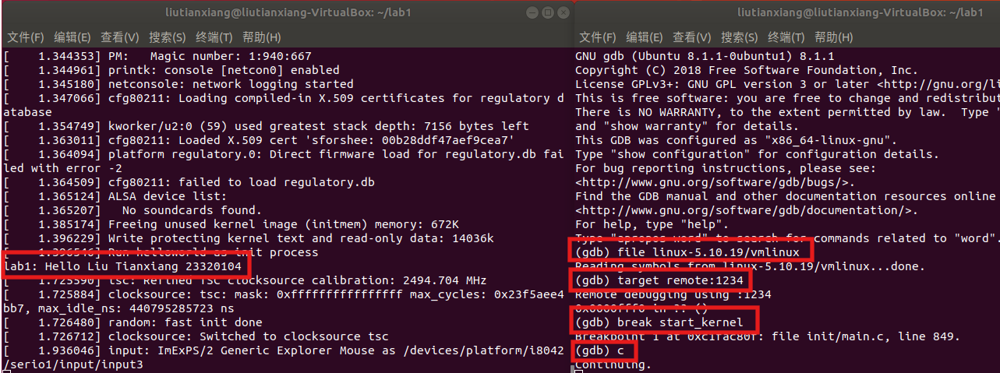 liutianxiang@liutianxiang-VirtualBox: ~/lab1
文件(F) 编辑(E) 查看(V) 搜索(S) 终端(T) 帮助(H)
[    1.344353] PM:   Magic number: 1:940:667
[    1.344961] printk: console [netcon0] enabled
[    1.345180] netconsole: network logging started
[    1.347066] cfg80211: Loading compiled-in X.509 certificates for regulatory d
atabase
[    1.354749] kworker/u2:0 (59) used greatest stack depth: 7156 bytes left
[    1.363011] cfg80211: Loaded X.509 cert 'sforshee: 00b28ddf47aef9cea7'
[    1.364094] platform regulatory.0: Direct firmware load for regulatory.db fai
led with error -2
[    1.364509] cfg80211: failed to load regulatory.db
[    1.365124] ALSA device list:
[    1.365207]   No soundcards found.
[    1.385174] Freeing unused kernel image (initmem) memory: 672K
[    1.396229] Write protecting kernel text and read-only data: 14036k
[    1.396546] Run helloworld as init process
lab1: Hello Liu Tianxiang 23320104
[    1.725590] tsc: Refined TSC clocksource calibration: 2494.704 MHz
[    1.725884] clocksource: tsc: mask: 0xffffffffffffffff max_cycles: 0x23f5aee4
bb7, max_idle_ns: 440795285723 ns
[    1.726480] random: fast init done
[    1.726712] clocksource: Switched to clocksource tsc
[    1.936046] input: ImExPS/2 Generic Explorer Mouse as /devices/platform/i8042
/serio1/input/input3
liutianxiang@liutianxiang-VirtualBox: ~/lab1
文件(F) 编辑(E) 查看(V) 搜索(S) 终端(T) 帮助(H)
GNU gdb (Ubuntu 8.1.1-0ubuntu1) 8.1.1
Copyright (C) 2018 Free Software Foundation, Inc.
License GPLv3+: GNU GPL version 3 or later <http://gnu.org/li
This is free software: you are free to change and redistribut
There is NO WARRANTY, to the extent permitted by law.  Type "
and "show warranty" for details.
This GDB was configured as "x86_64-linux-gnu".
Type "show configuration" for configuration details.
For bug reporting instructions, please see:
<http://www.gnu.org/software/gdb/bugs/>.
Find the GDB manual and other documentation resources online
<http://www.gnu.org/software/gdb/documentation/>.
For help, type "help".
Type "apropos word" to search for commands related to "word".
(gdb) file linux-5.10.19/vmlinux
Reading symbols from linux-5.10.19/vmlinux...done.
(gdb) target remote:1234
Remote debugging using :1234
0x0000fff0 in ?? ()
(gdb) break start_kernel
Breakpoint 1 at 0xc1fac80f: file init/main.c, line 849.
(gdb) c
Continuing.